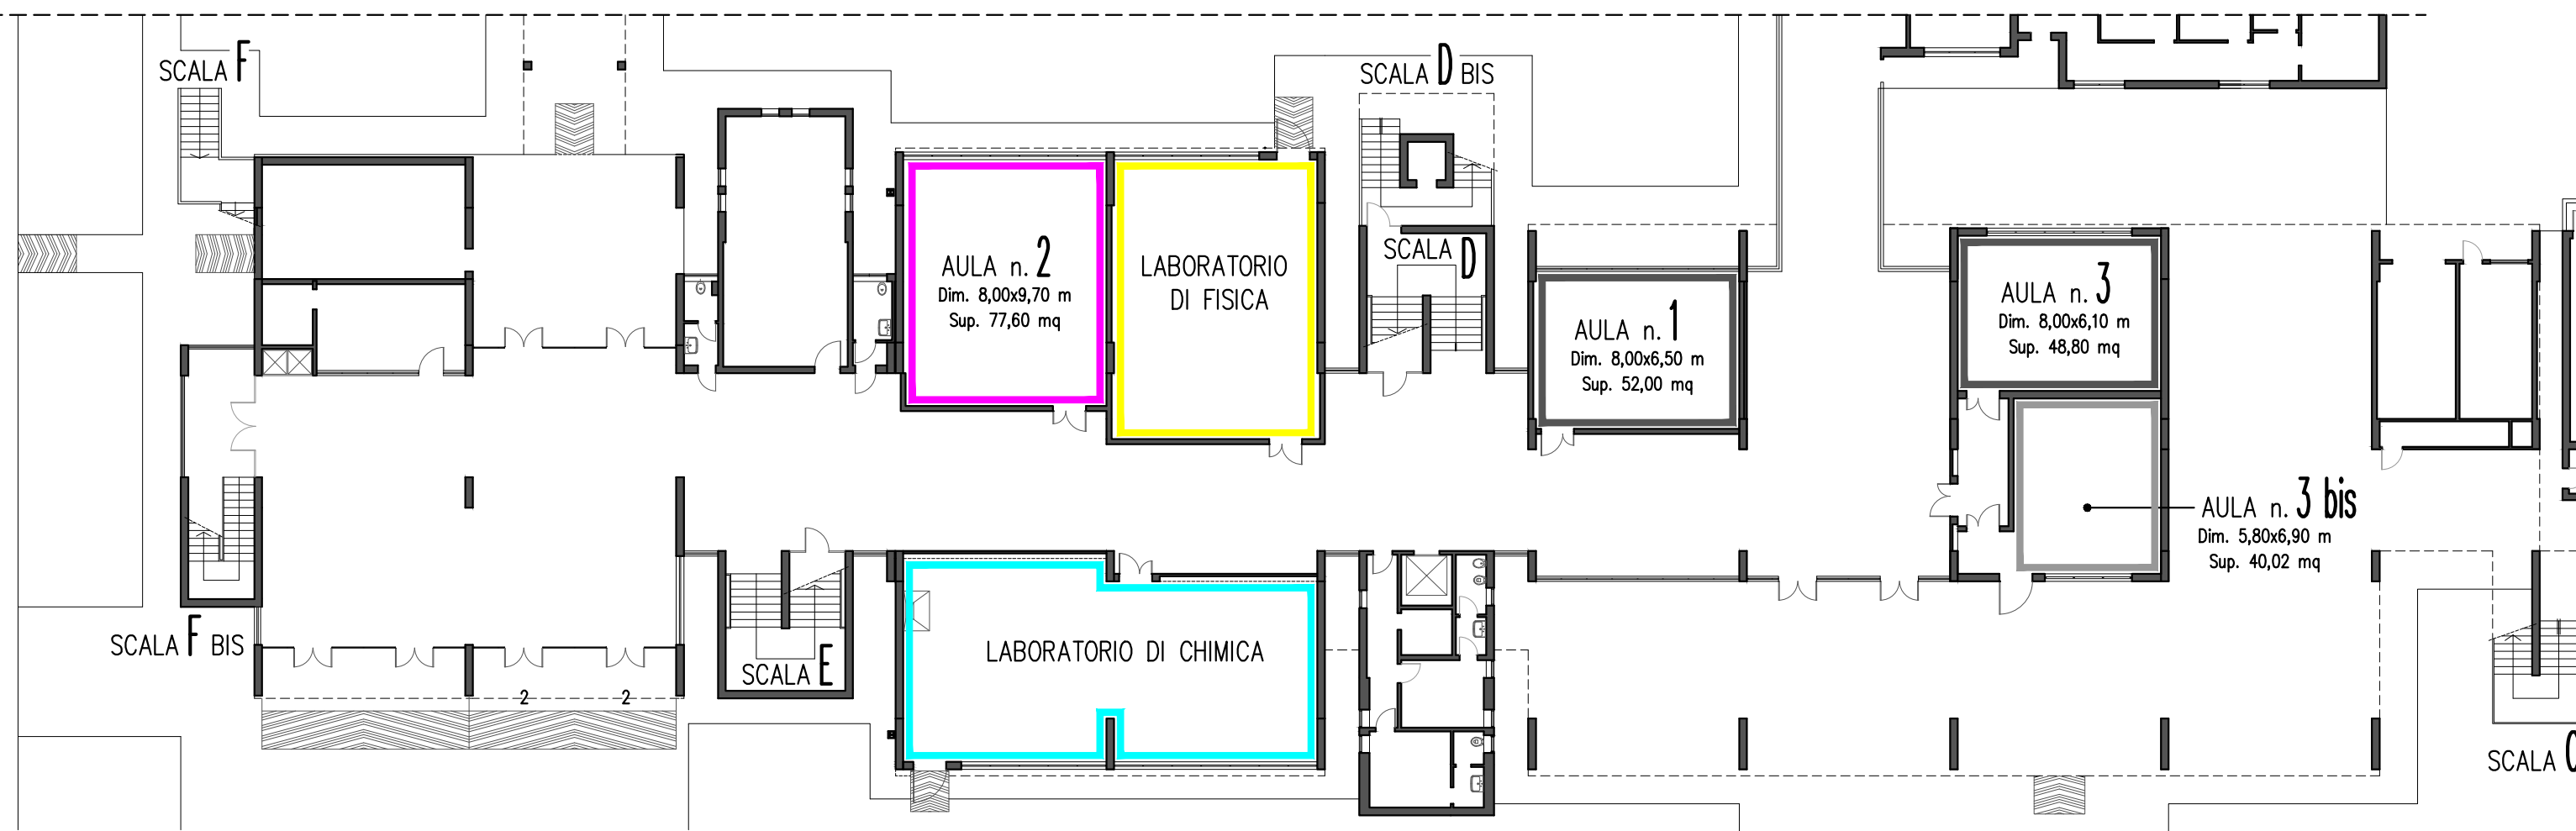 SCALA F
SCALA D BIS
AULA n. 2
Dim. 8,00x9,70 m
Sup. 77,60 mq
LABORATORIO
DI FISICA
SCALA D
AULA n. 1
Dim. 8,00x6,50 m
Sup. 52,00 mq
AULA n. 3
Dim. 8,00x6,10 m
Sup. 48,80 mq
AULA n. 3 bis
Dim. 5,80x6,90 m
Sup. 40,02 mq
SCALA F BIS
2
2
SCALA E
LABORATORIO DI CHIMICA
SCALA